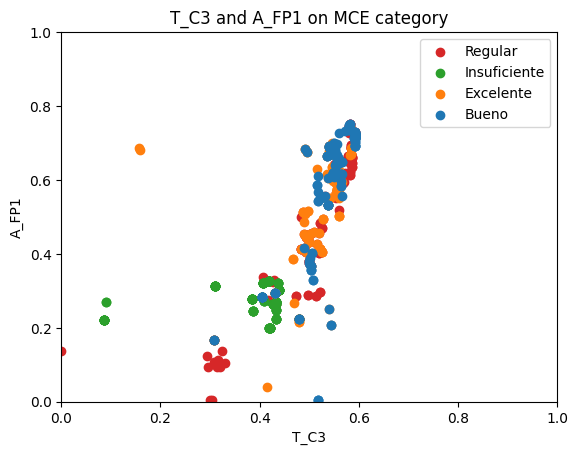 T_C3 and A_FP1 on MCE category
1.0
0.8
0.6
0.4
0.2
0.0
A_FP1
Regular
Insuficiente
Excelente
Bueno
0.0 0.2 0.4 0.6 0.8 1.0
T_C3